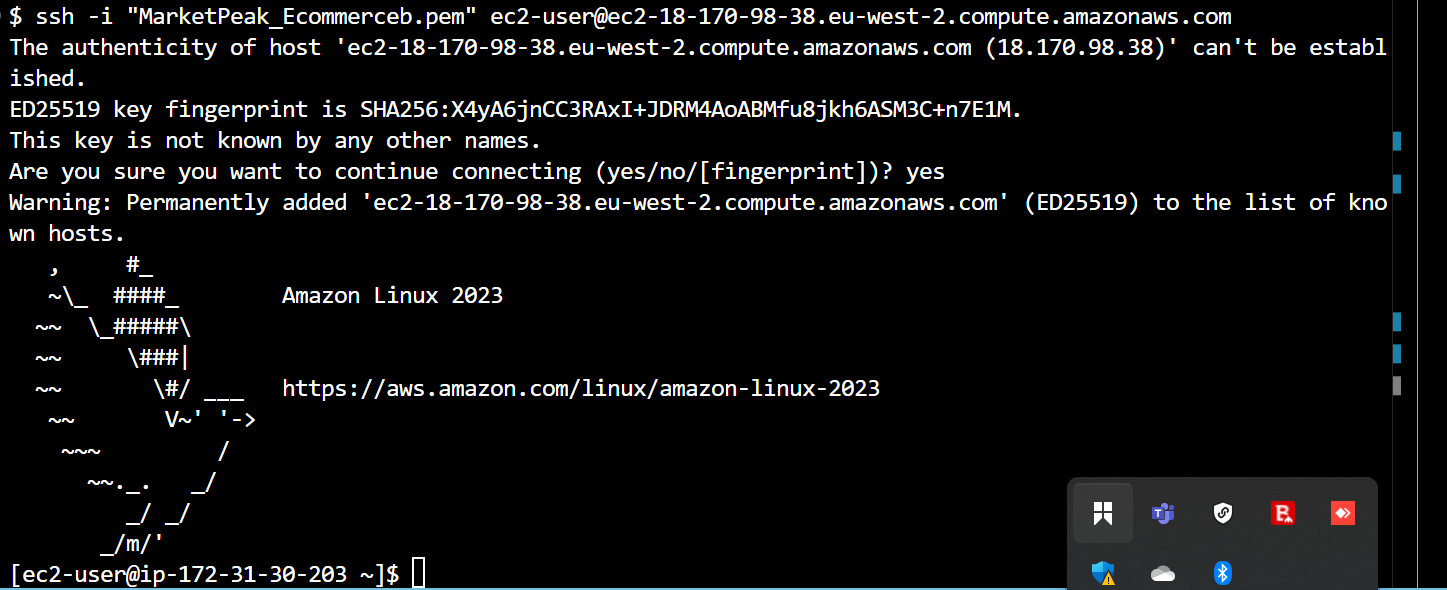 $ ssh -i "MarketPeak_Ecommerceb.pem" ec2-user@ec2-18-170-98-38.eu-west-2.compute.amazonaws.com
The authenticity of host 'ec2-18-170-98-38.eu-west-2.compute.amazonaws.com (18.170.98.38)' can't be establ
ished.
ED25519 key fingerprint is SHA256:X4yA6jnCC3RAxI+JDRM4AoABMfu8jkh6ASM3C+n7E1M.
This key is not known by any other names.
Are you sure you want to continue connecting (yes/no/[fingerprint])? yes
Warning: Permanently added 'ec2-18-170-98-38.eu-west-2.compute.amazonaws.com' (ED25519) to the list of kno
wn hosts.
   ,     #_
   ~\_  ####_        Amazon Linux 2023
  ~~  \_#####\
  ~~     \###|
  ~~       \#/ ___   https://aws.amazon.com/linux/amazon-linux-2023
   ~~       V~' '->
    ~~~         /
      ~~._.   _/
         _/ _/
       _/m/'
[ec2-user@ip-172-31-30-203 ~]$